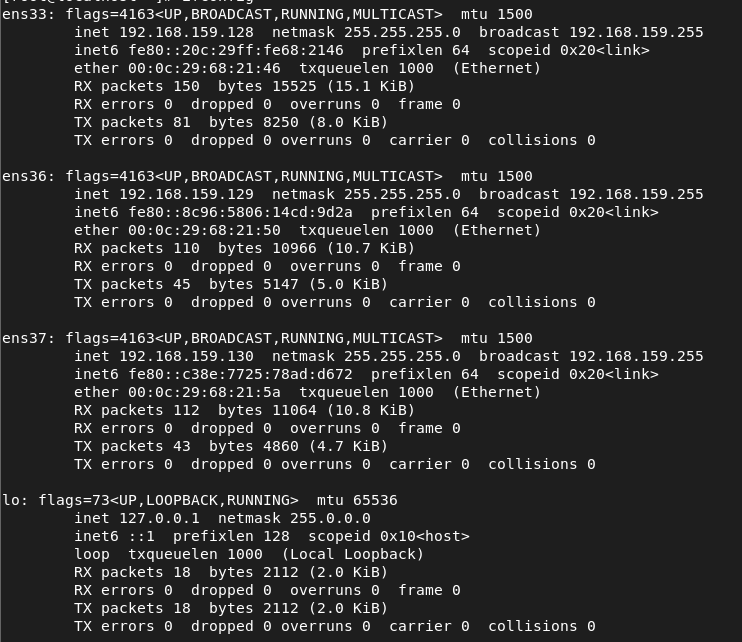 ens33: flags=4163<UP,BROADCAST,RUNNING,MULTICAST>  mtu 1500
        inet 192.168.159.128  netmask 255.255.255.0  broadcast 192.168.159.255
        inet6 fe80::20c:29ff:fe68:2146  prefixlen 64  scopeid 0x20<link>
        ether 00:0c:29:68:21:46  txqueuelen 1000  (Ethernet)
        RX packets 150  bytes 15525 (15.1 KiB)
        RX errors 0  dropped 0  overruns 0  frame 0
        TX packets 81  bytes 8250 (8.0 KiB)
        TX errors 0  dropped 0 overruns 0  carrier 0  collisions 0

ens36: flags=4163<UP,BROADCAST,RUNNING,MULTICAST>  mtu 1500
        inet 192.168.159.129  netmask 255.255.255.0  broadcast 192.168.159.255
        inet6 fe80::8c96:5806:14cd:9d2a  prefixlen 64  scopeid 0x20<link>
        ether 00:0c:29:68:21:50  txqueuelen 1000  (Ethernet)
        RX packets 110  bytes 10966 (10.7 KiB)
        RX errors 0  dropped 0  overruns 0  frame 0
        TX packets 45  bytes 5147 (5.0 KiB)
        TX errors 0  dropped 0 overruns 0  carrier 0  collisions 0

ens37: flags=4163<UP,BROADCAST,RUNNING,MULTICAST>  mtu 1500
        inet 192.168.159.130  netmask 255.255.255.0  broadcast 192.168.159.255
        inet6 fe80::c38e:7725:78ad:d672  prefixlen 64  scopeid 0x20<link>
        ether 00:0c:29:68:21:5a  txqueuelen 1000  (Ethernet)
        RX packets 112  bytes 11064 (10.8 KiB)
        RX errors 0  dropped 0  overruns 0  frame 0
        TX packets 43  bytes 4860 (4.7 KiB)
        TX errors 0  dropped 0 overruns 0  carrier 0  collisions 0

lo: flags=73<UP,LOOPBACK,RUNNING>  mtu 65536
        inet 127.0.0.1  netmask 255.0.0.0
        inet6 ::1  prefixlen 128  scopeid 0x10<host>
        loop  txqueuelen 1000  (Local Loopback)
        RX packets 18  bytes 2112 (2.0 KiB)
        RX errors 0  dropped 0  overruns 0  frame 0
        TX packets 18  bytes 2112 (2.0 KiB)
        TX errors 0  dropped 0 overruns 0  carrier 0  collisions 0